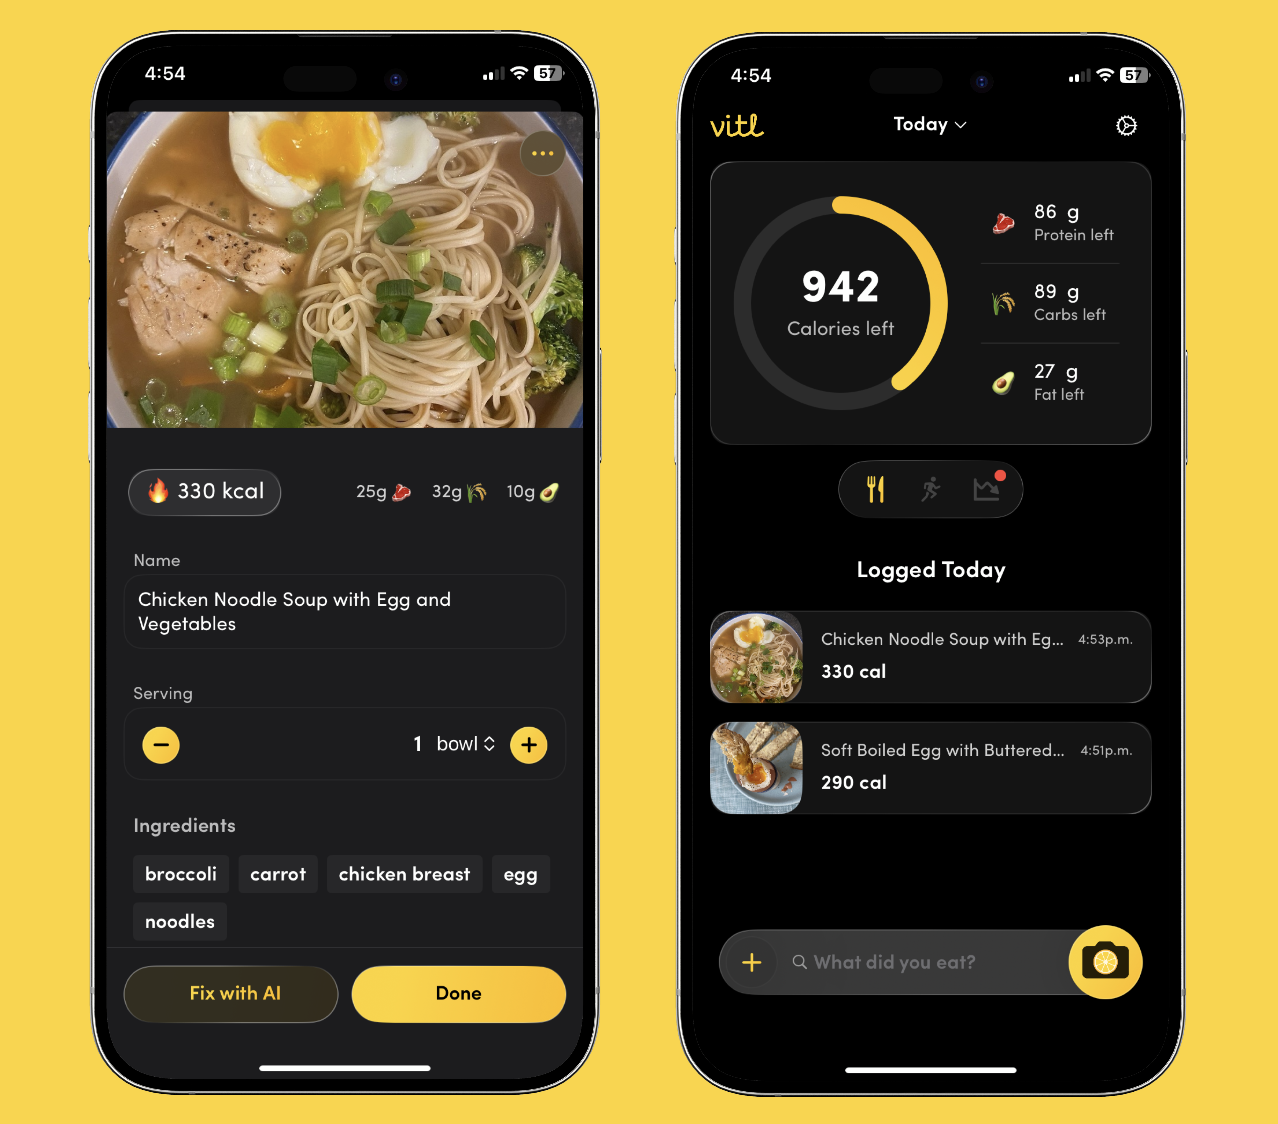 4:54
57
330 kcal
25g
32g
10g
Name
Chicken Noodle Soup with Egg and
Vegetables
Serving
1 bowl
Ingredients
broccoli
carrot
chicken breast
egg
noodles
Fix with AI
Done
4:54
57
vitl
Today
942
Calories left
86 g
Protein left
89 g
Carbs left
27 g
Fat left
Logged Today
Chicken Noodle Soup with Eg... 4:53p.m.
330 cal
Soft Boiled Egg with Buttered... 4:51p.m.
290 cal
What did you eat?